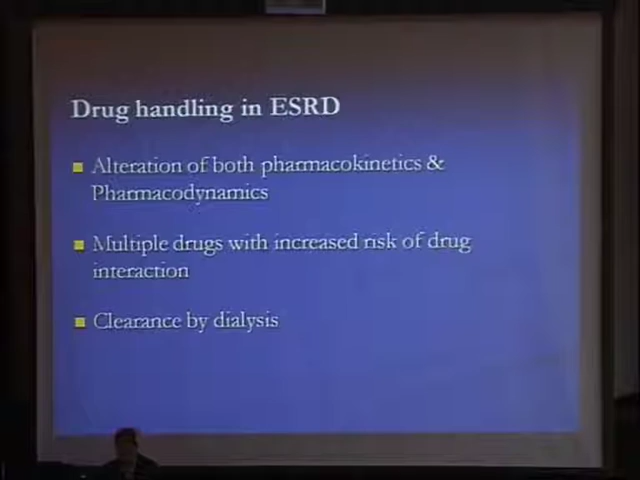 Drug handling in ESRD
Alteration of both pharmacokinetics &
Pharmacodynamics
Multiple drugs with increased risk of drug
interaction
Clearance by dialysis